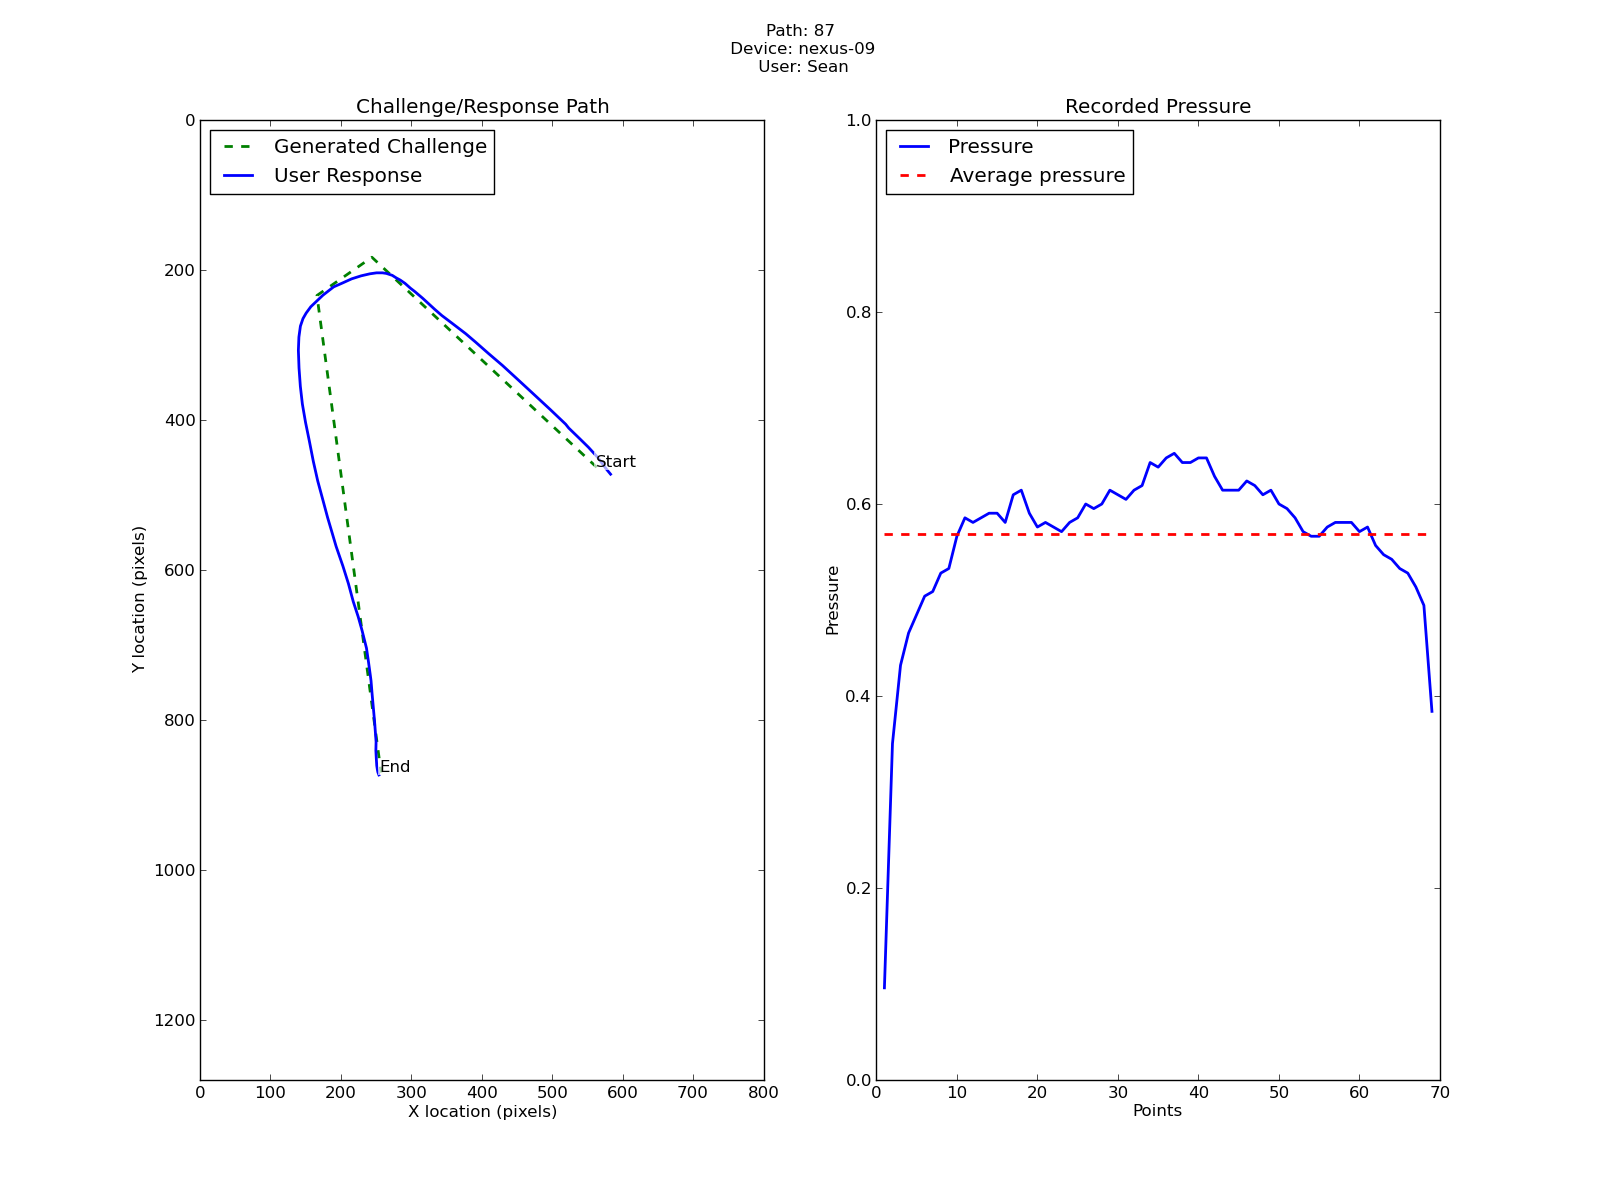 Path: 87
Device: nexus-09
User: Sean
Challenge/Response Path
Generated Challenge
User Response
0
200
400
600
800
1000
1200
Y location (pixels)
Start
End
0 100 200 300 400 500 600 700 800
X location (pixels)
Recorded Pressure
Pressure
Average pressure
1.0
0.8
0.6
0.4
0.2
0.0
Pressure
0 10 20 30 40 50 60 70
Points